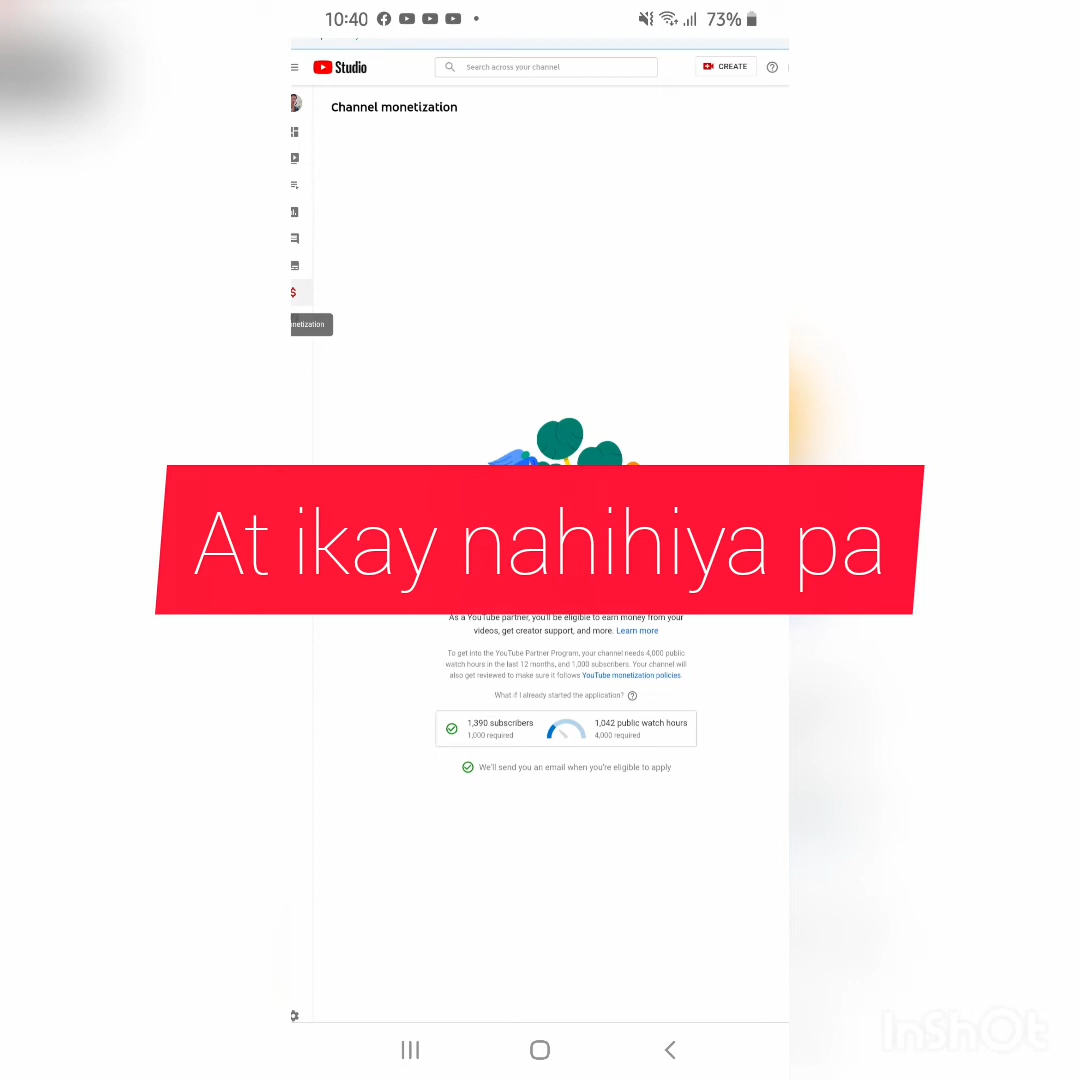 10:40
73%
Studio
Search across your channel
CREATE
Channel monetization
netization
At ikay nahihiya pa
As a YouTube partner, you'll be eligible to earn money from your
videos, get creator support, and more. Learn more
To get into the YouTube Partner Program, your channel needs 4,000 public
watch hours in the last 12 months, and 1,000 subscribers. Your channel will
also get reviewed to make sure it follows YouTube monetization policies.
What if I already started the application?
1,390 subscribers
1,000 required
1,042 public watch hours
4,000 required
We'll send you an email when you're eligible to apply
InShOt